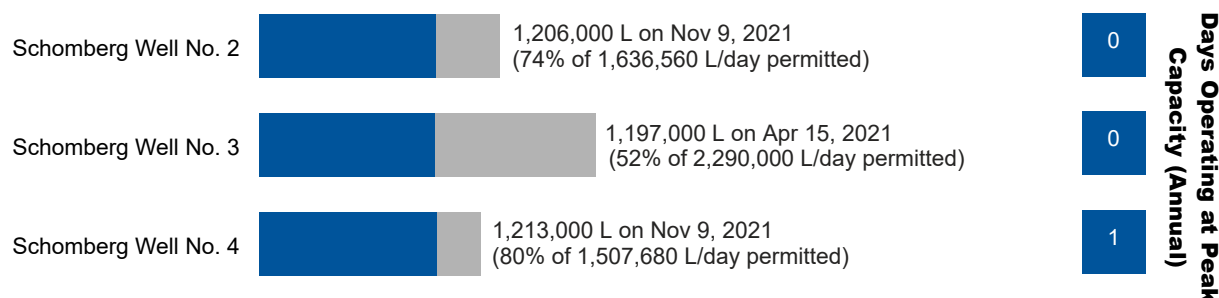 Schomberg Well No. 2
1,206,000 L on Nov 9, 2021
(74% of 1,636,560 L/day permitted)
0
Schomberg Well No. 3
1,197,000 L on Apr 15, 2021
(52% of 2,290,000 L/day permitted)
0
Schomberg Well No. 4
1,213,000 L on Nov 9, 2021
(80% of 1,507,680 L/day permitted)
1
Days Operating at Peak
Capacity (Annual)